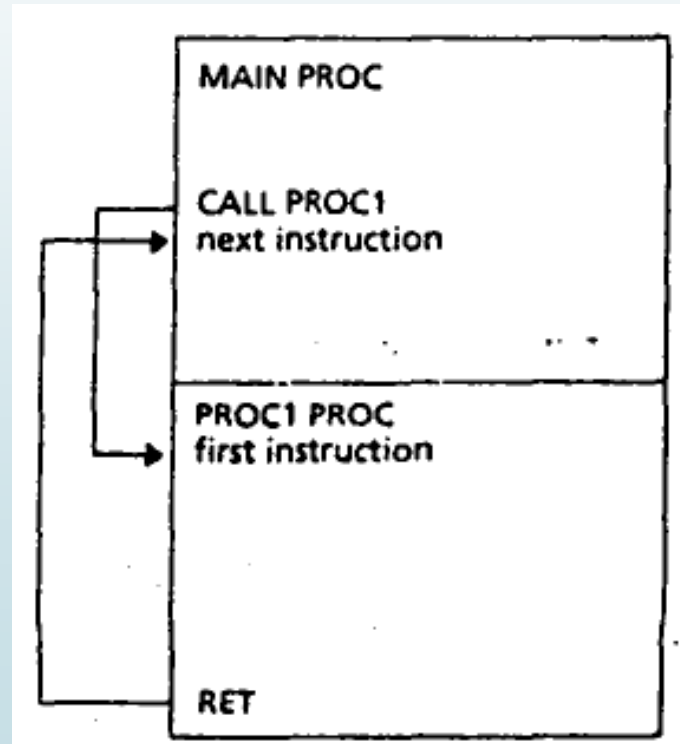 MAIN PROC
CALL PROC1
next instruction
PROC1 PROC
first instruction
RET